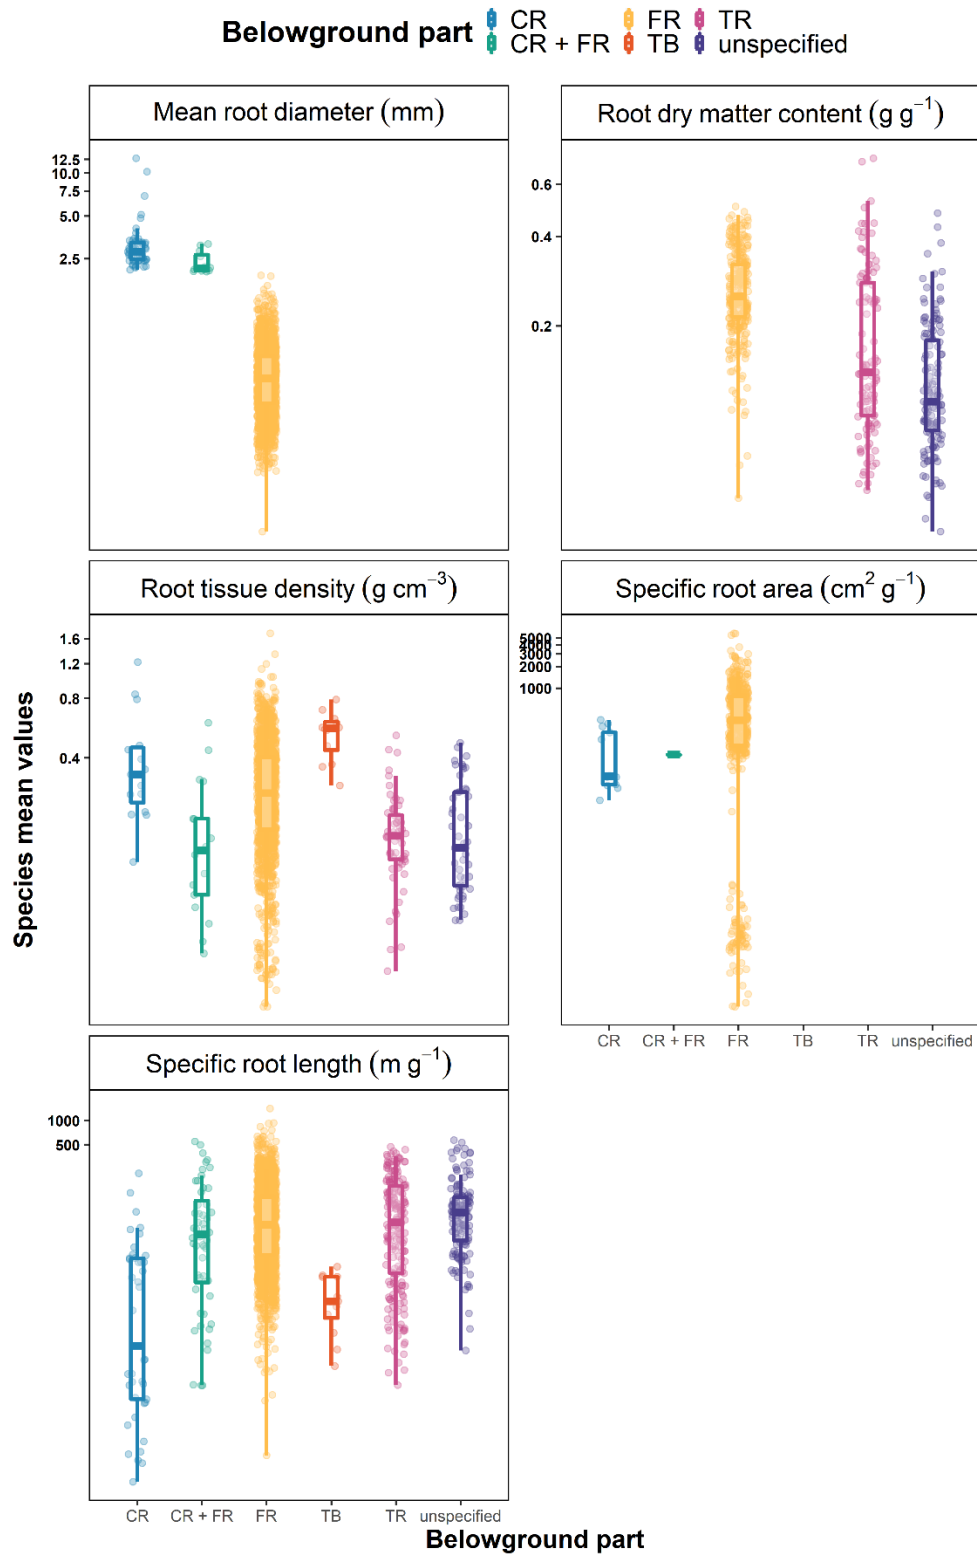 Belowground part CR FR TR
CR + FR TB unspecified
Mean root diameter (mm)
12.5
10.0
7.5
5.0
2.5
Root dry matter content (g g⁻¹)
0.6
0.4
0.2
Root tissue density (g cm⁻³)
1.6
1.2
0.8
0.4
Specific root area (cm² g⁻¹)
5000
4000
3000
2000
1000
CR CR + FR FR TB TR unspecified
Species mean values
Specific root length (m g⁻¹)
1000
500
CR CR + FR FR TB TR unspecified
Belowground part